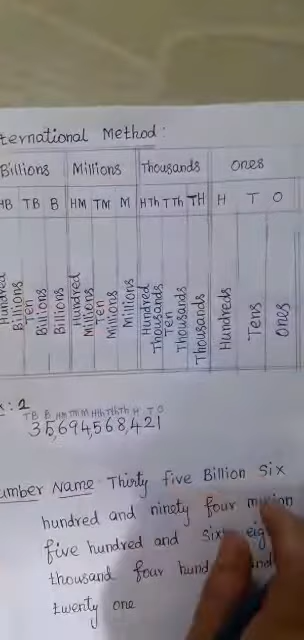 ternational Method:
Billions Millions Thousands ones
HB TB B HM TM M HTh TTh TH H T O
Hundred Billions Ten Billions Billions Hundred Millions Ten Millions Millions Hundred Thousands Ten Thousands Thousands Hundreds Tens ones
: 2
TB B HM TM M HTh TTh Th H T O
35,694,568,421
umber Name: Thirty five Billion Six
hundred and ninety four
five hundred and
thousand four
twenty one